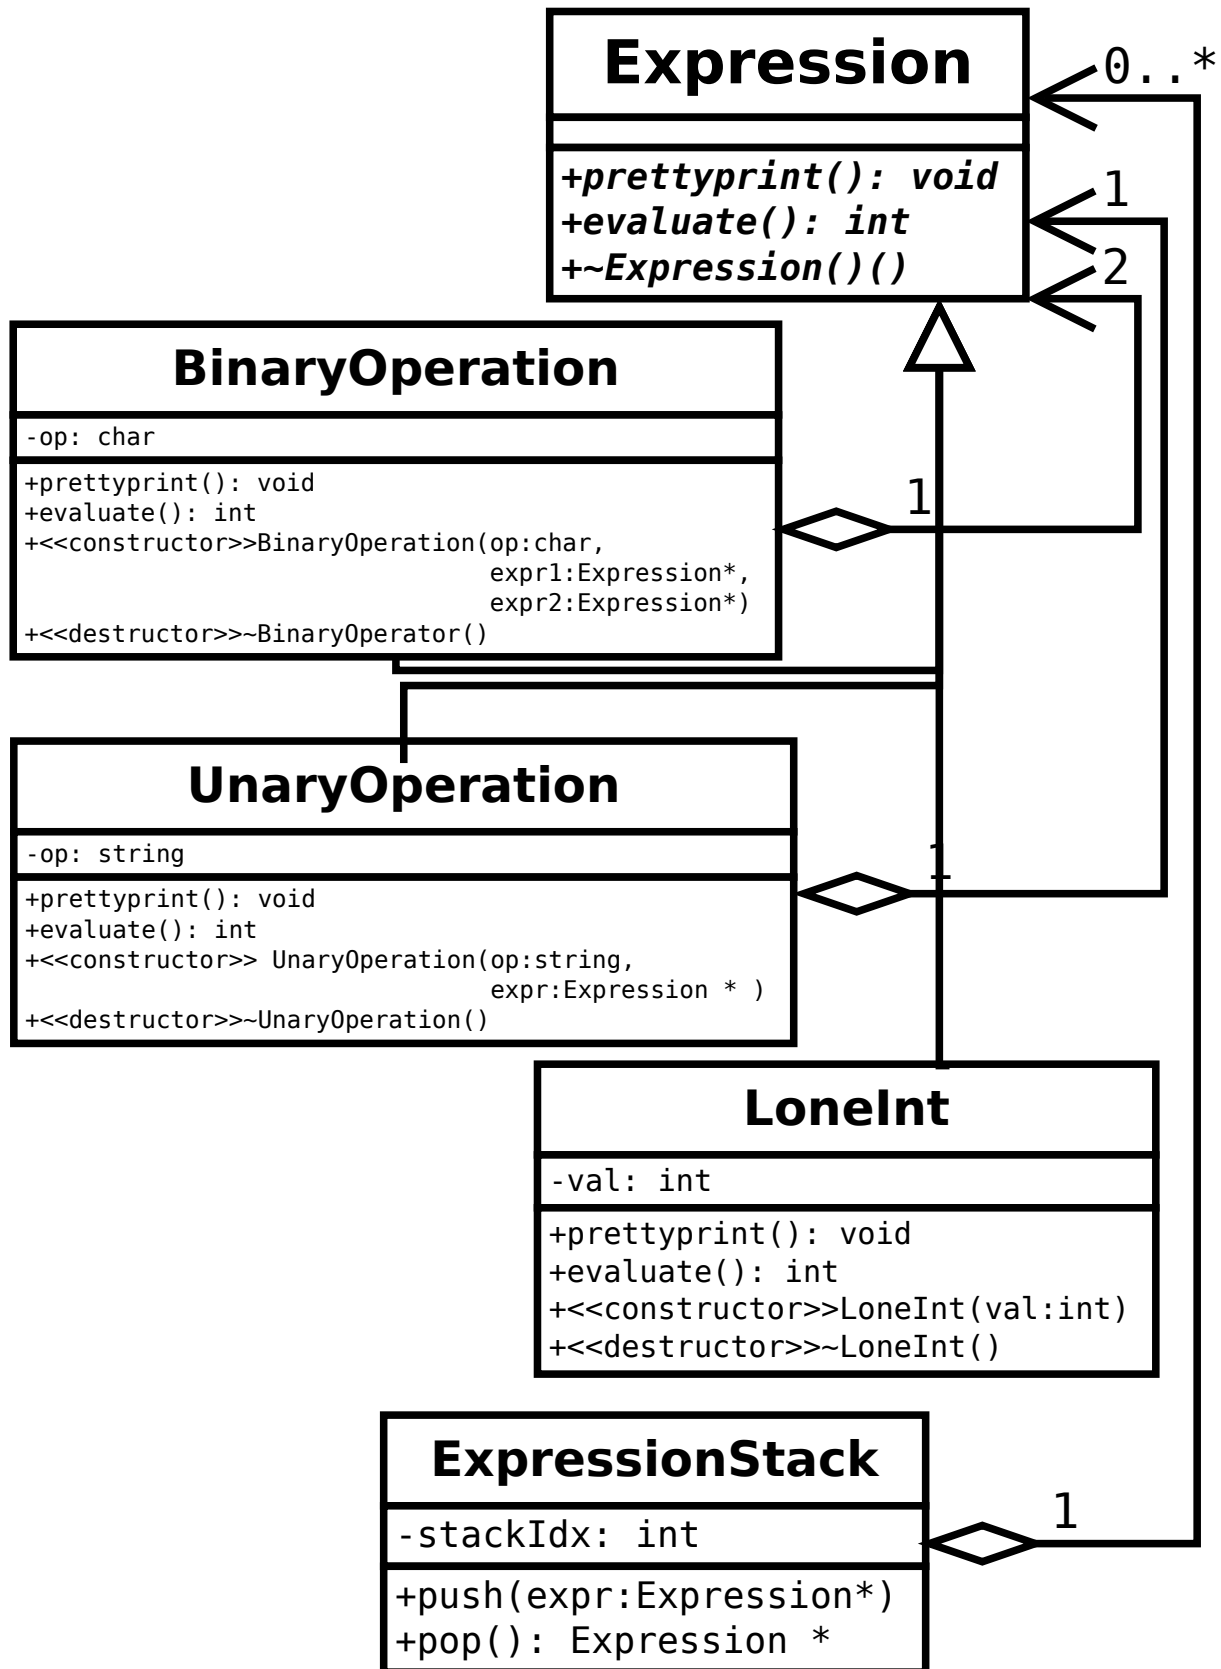 Expression
0..*
+prettyprint(): void
+evaluate(): int
+~Expression()()
1
2
BinaryOperation
-op: char
+prettyprint(): void
+evaluate(): int
+<<constructor>>BinaryOperation(op:char,
expr1:Expression*,
expr2:Expression*)
+<<destructor>>~BinaryOperator()
1
UnaryOperation
-op: string
+prettyprint(): void
+evaluate(): int
+<<constructor>> UnaryOperation(op:string,
expr:Expression * )
+<<destructor>>~UnaryOperation()
1
LoneInt
-val: int
+prettyprint(): void
+evaluate(): int
+<<constructor>>LoneInt(val:int)
+<<destructor>>~LoneInt()
ExpressionStack
-stackIdx: int
+push(expr:Expression*)
+pop(): Expression *
1